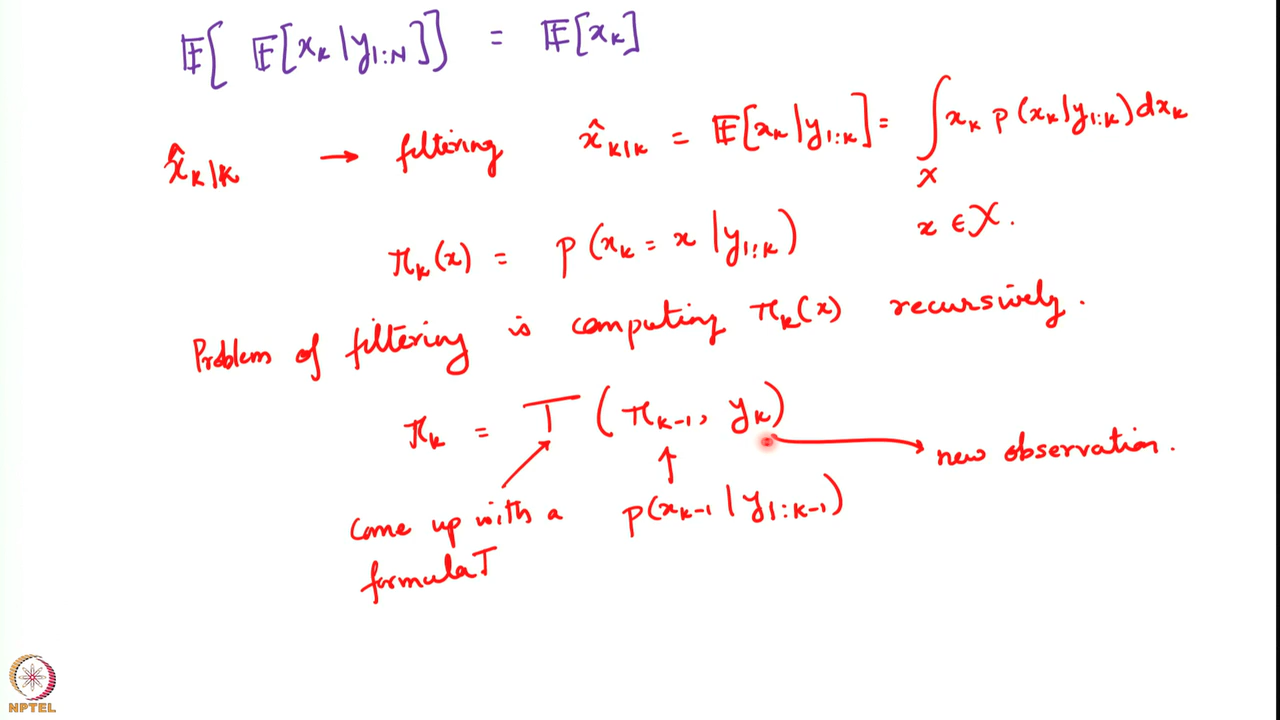 𝔼[ 𝔼[x_k | y_{1:N}]] = 𝔼[x_k]
x̂_{k|k} → filtering x̂_{k|k} = 𝔼[x_k | y_{1:k}] = ∫_X x_k p(x_k | y_{1:k}) dx_k
π_k(x) = p(x_k = x | y_{1:k}) x ∈ X.
Problem of filtering is computing π_k(x) recursively.
π_k = T (π_{k-1}, y_k) → new observation.
Come up with a formula T
p(x_{k-1} | y_{1:k-1})
NPTEL